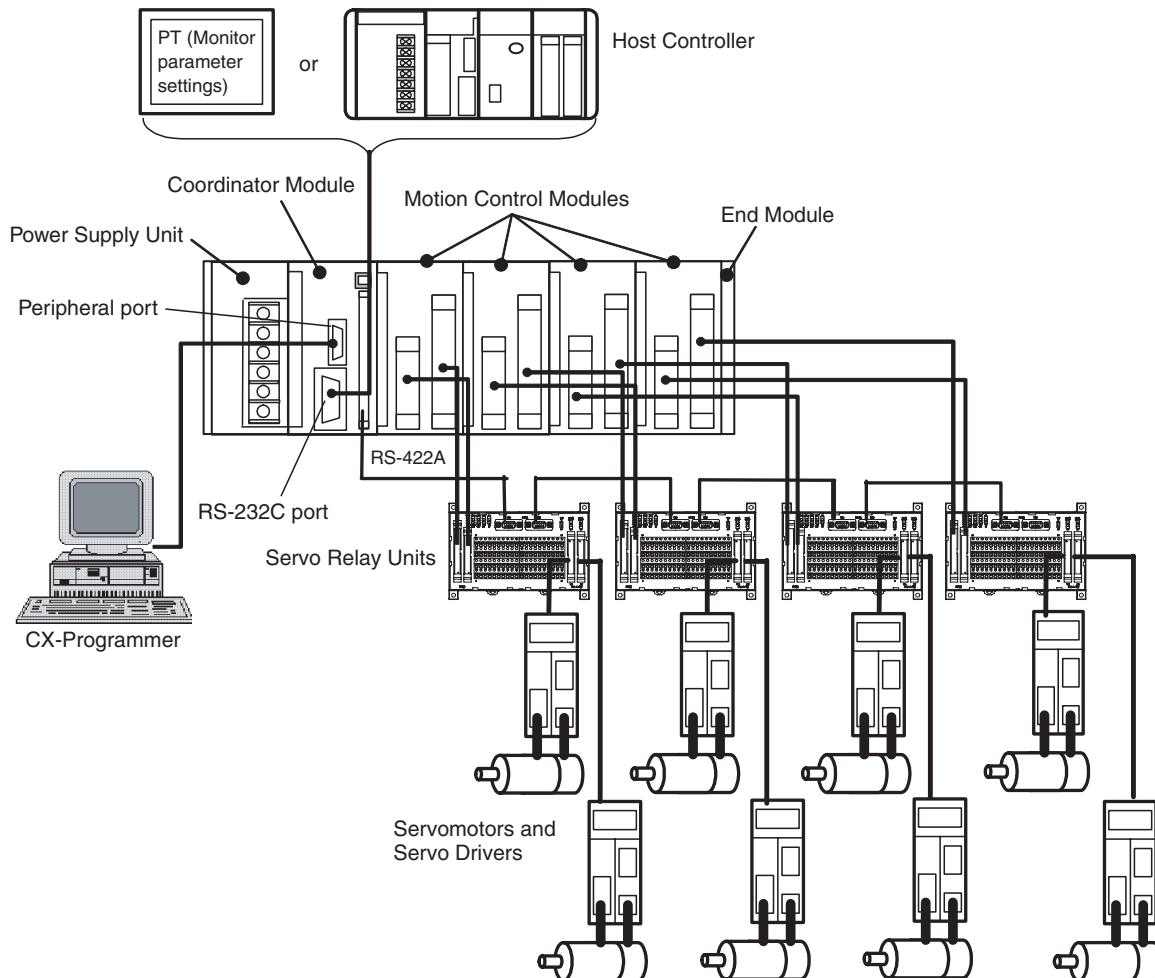 PT (Monitor
parameter
settings)
or
Host Controller
Coordinator Module
Motion Control Modules
End Module
Power Supply Unit
Peripheral port
RS-422A
RS-232C port
Servo Relay Units
CX-Programmer
Servomotors and
Servo Drivers